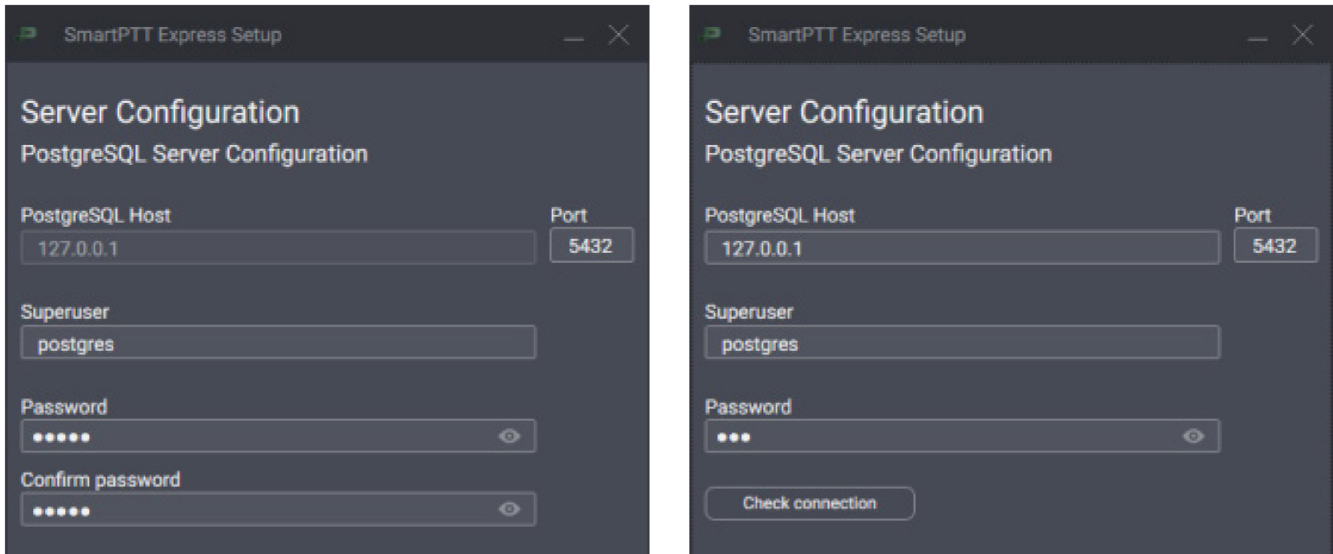 SmartPTT Express Setup
Server Configuration
PostgreSQL Server Configuration
PostgreSQL Host Port
127.0.0.1 5432
Superuser
postgres
Password
•••••
Confirm password
•••••
SmartPTT Express Setup
Server Configuration
PostgreSQL Server Configuration
PostgreSQL Host Port
127.0.0.1 5432
Superuser
postgres
Password
•••
Check connection